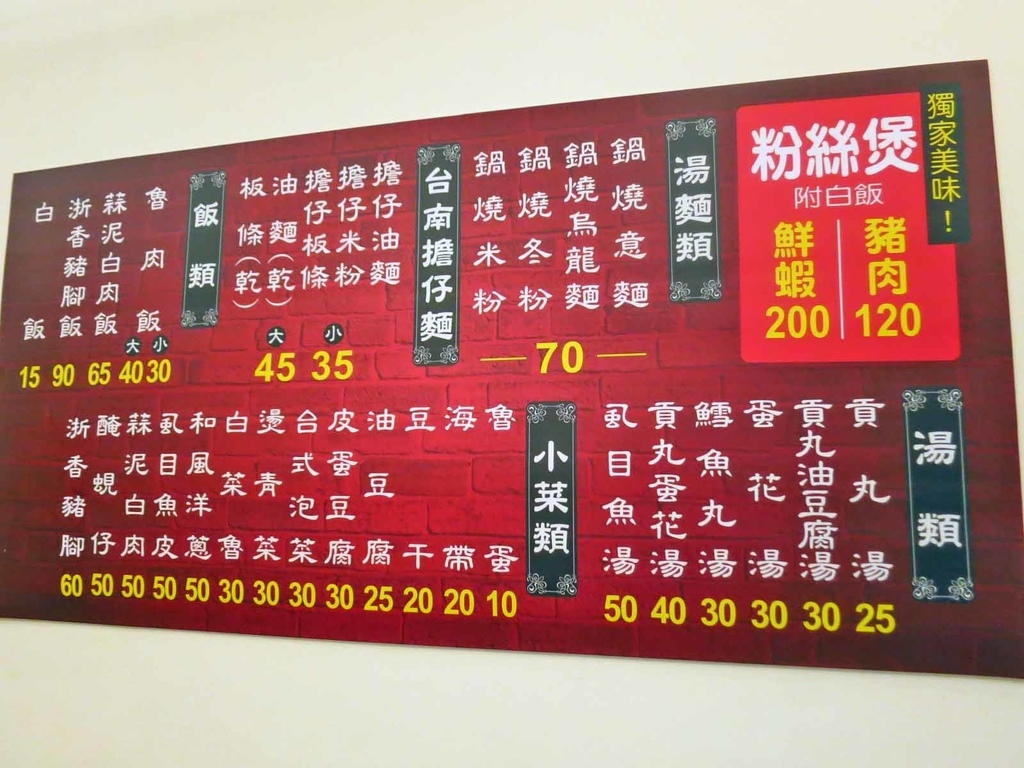 獨家美味！
粉絲煲
附白飯
豬肉
120
鮮蝦
200
湯麵類
鍋燒意麵
鍋燒烏龍麵
鍋燒冬粉
鍋燒米粉
70
台南擔仔麵
擔仔油麵
擔仔米粉
擔仔板條
油麵(乾)
板條(乾)
小
35
大
45
飯類
魯肉飯
小
30
大
40
蒜泥白肉飯
65
浙香豬腳飯
90
白飯
15
湯類
貢丸湯
25
貢丸油豆腐湯
30
蛋花湯
30
鱈魚丸湯
30
貢丸蛋花湯
40
虱目魚湯
50
小菜類
魯蛋
10
海帶
20
豆干
20
油豆腐
25
皮蛋豆腐
30
台式泡菜
30
燙青菜
30
白菜魯
30
和風洋蔥
50
虱目魚皮
50
蒜泥白肉
50
醃蜆仔
50
浙香豬腳
60